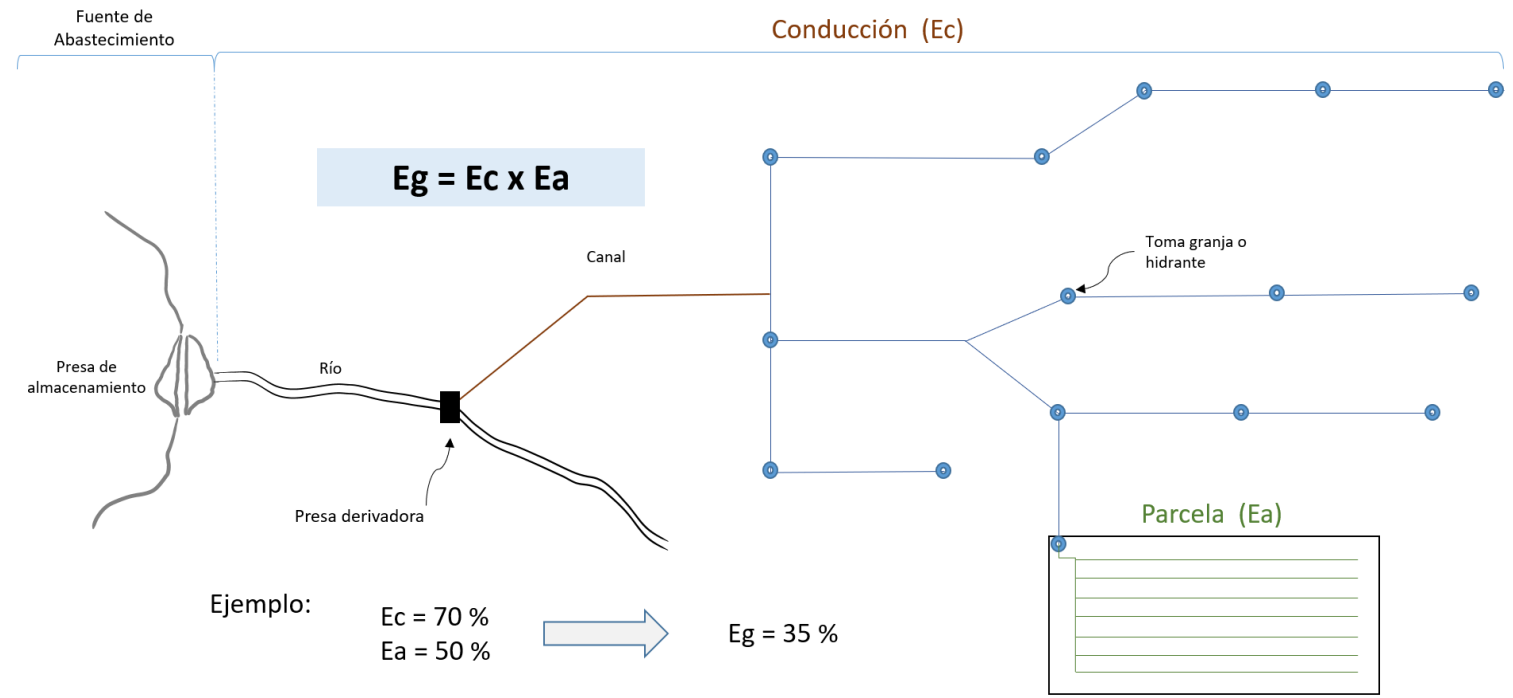 Fuente de
Abastecimiento
Conducción  (Ec)
Eg = Ec x Ea
Canal
Toma granja o
hidrante
Río
Presa de
almacenamiento
Presa derivadora
Parcela  (Ea)
Ejemplo:
Ec = 70 %
Ea = 50 %
Eg = 35 %